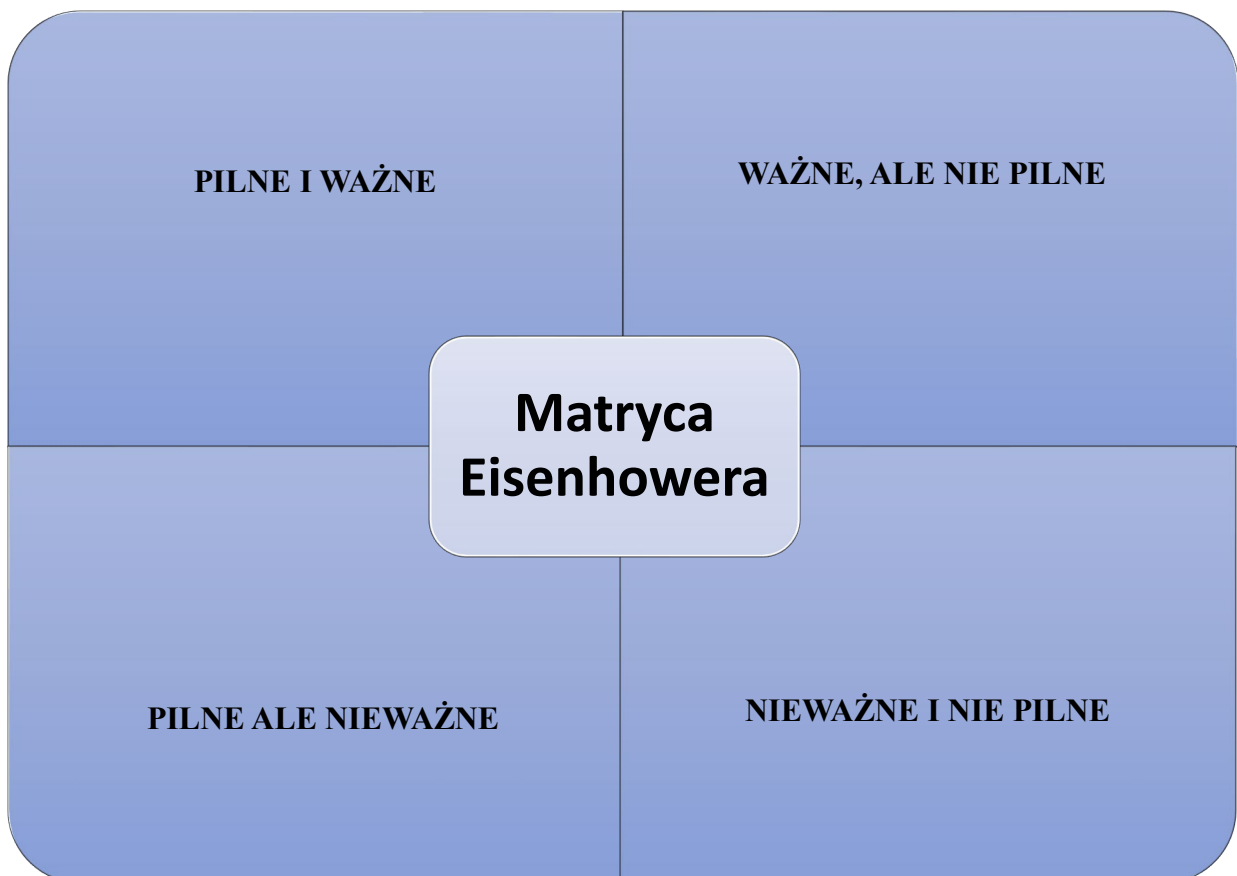 PILNE I WAŻNE
WAŻNE, ALE NIE PILNE
Matryca
Eisenhowera
PILNE ALE NIEWAŻNE
NIEWAŻNE I NIE PILNE